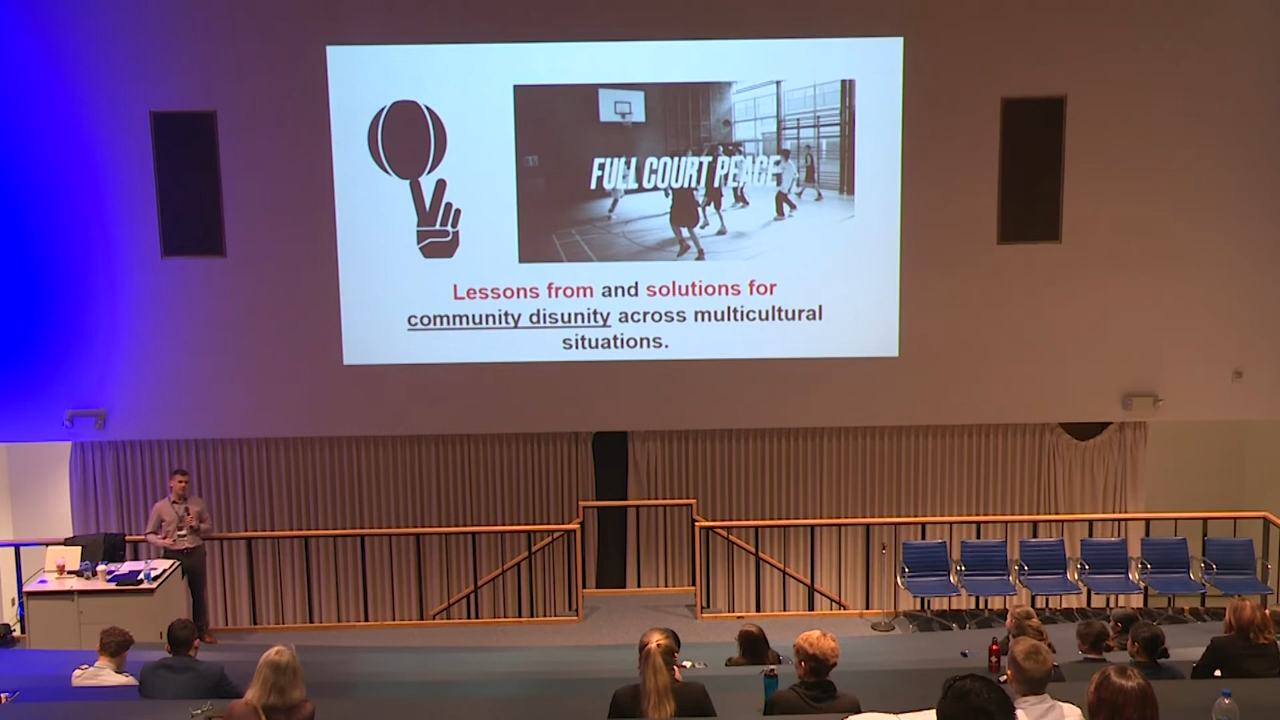 FULL COURT PEACE
Lessons from and solutions for
community disunity across multicultural
situations.